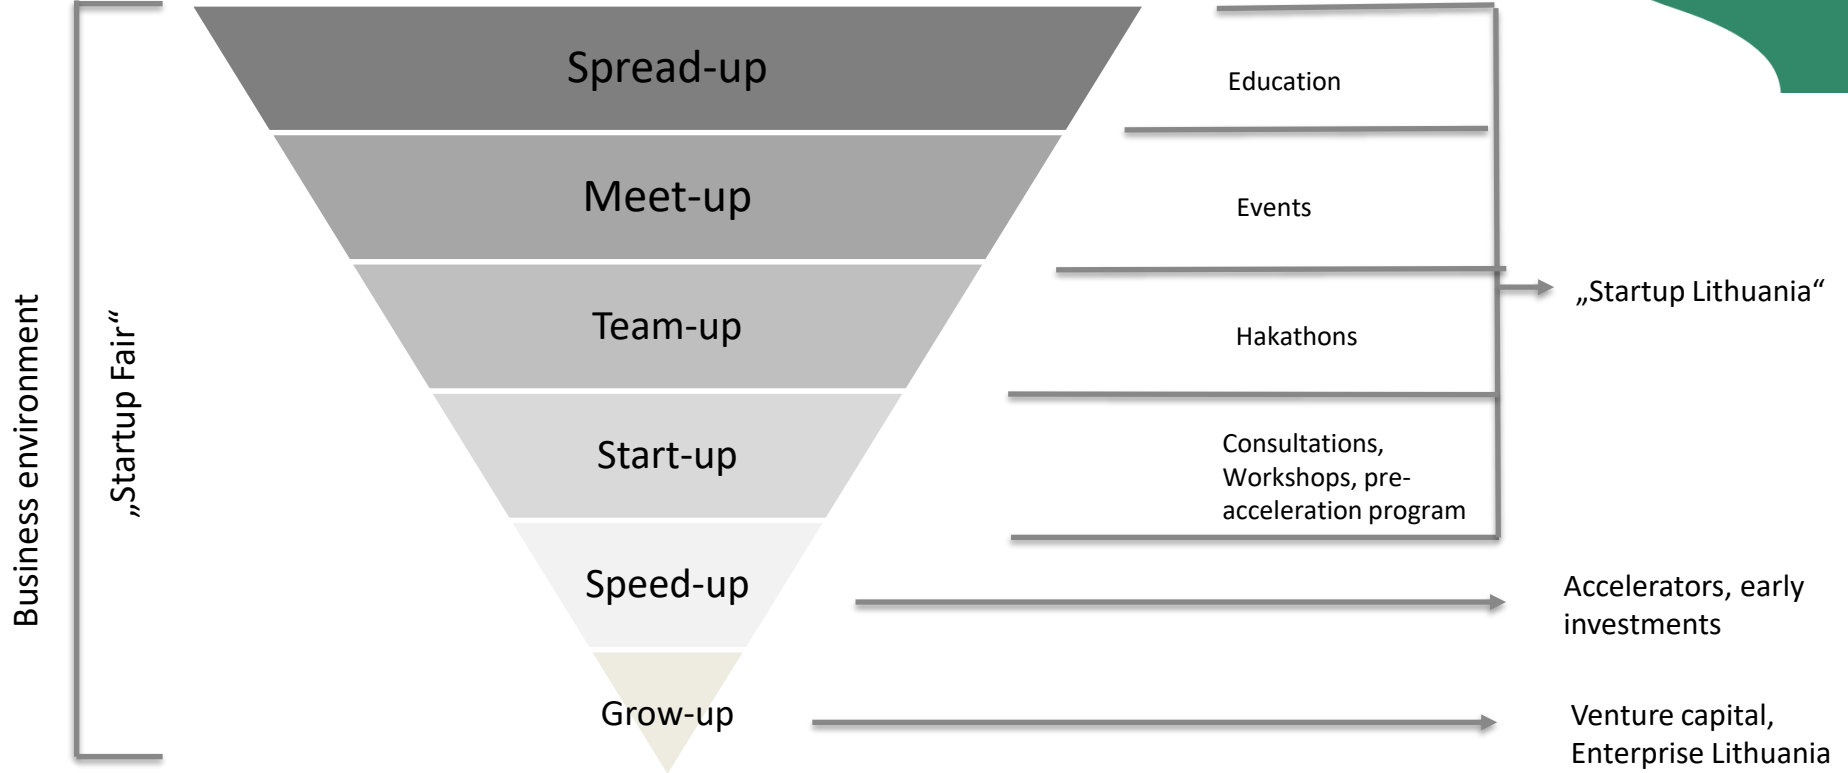 Business environment
„Startup Fair“
Spread-up
Education
Meet-up
Events
Team-up
Hakathons
„Startup Lithuania“
Start-up
Consultations,
Workshops, pre-
acceleration program
Speed-up
Accelerators, early
investments
Grow-up
Venture capital,
Enterprise Lithuania